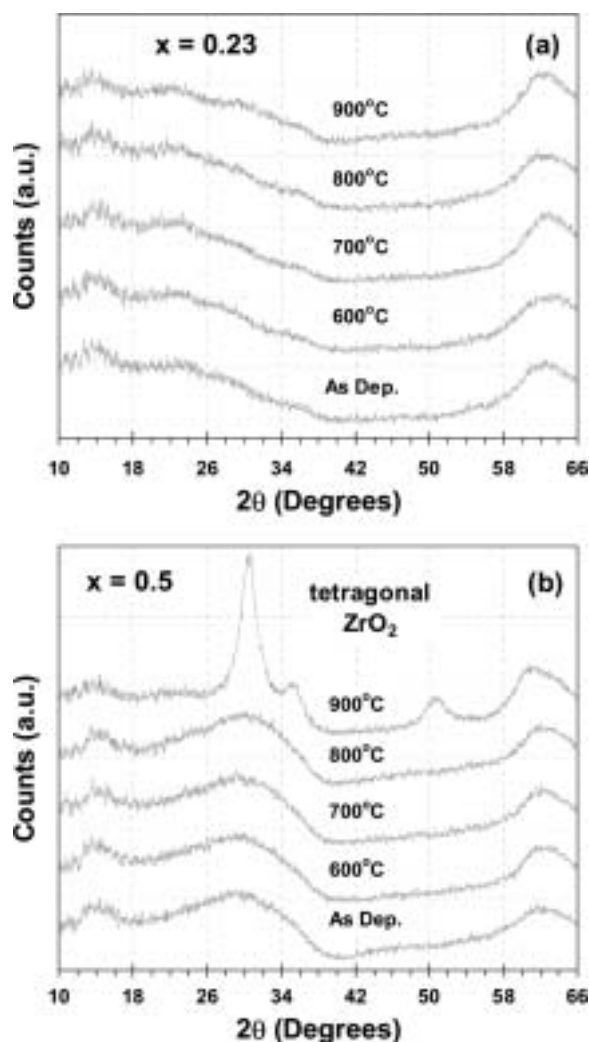 x = 0.23
(a)
900°C
800°C
700°C
600°C
As Dep.
Counts (a.u.)
10 18 26 34 42 50 58 66
2θ (Degrees)
x = 0.5
(b)
tetragonal
ZrO₂
900°C
800°C
700°C
600°C
As Dep.
Counts (a.u.)
10 18 26 34 42 50 58 66
2θ (Degrees)